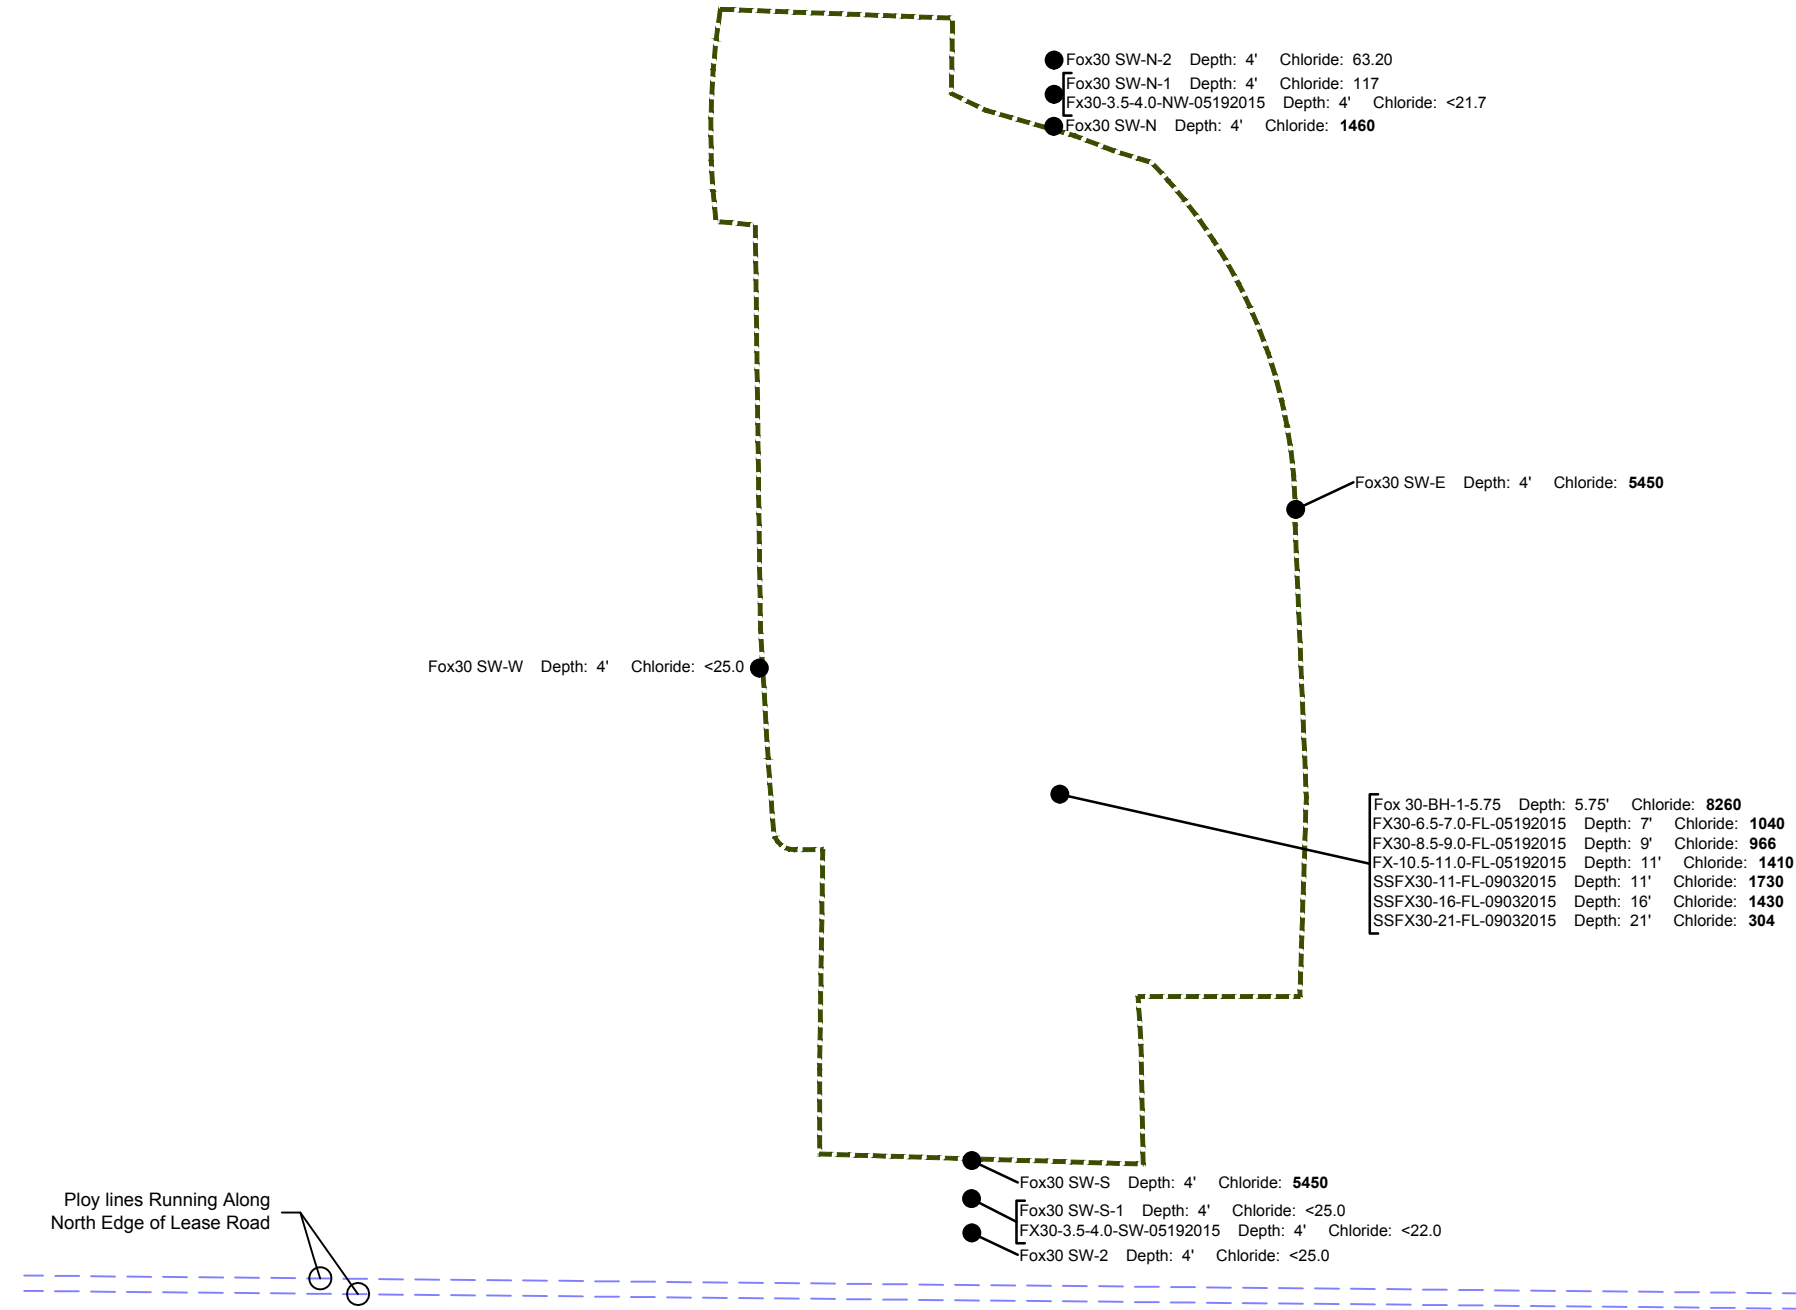 Fox30 SW-N-2 Depth: 4' Chloride: 63.20
Fox30 SW-N-1 Depth: 4' Chloride: 117
Fx30-3.5-4.0-NW-05192015 Depth: 4' Chloride: <21.7
Fox30 SW-N Depth: 4' Chloride: 1460
Fox30 SW-E Depth: 4' Chloride: 5450
Fox30 SW-W Depth: 4' Chloride: <25.0
Fox 30-BH-1-5.75 Depth: 5.75' Chloride: 8260
FX30-6.5-7.0-FL-05192015 Depth: 7' Chloride: 1040
FX30-8.5-9.0-FL-05192015 Depth: 9' Chloride: 966
FX-10.5-11.0-FL-05192015 Depth: 11' Chloride: 1410
SSFX30-11-FL-09032015 Depth: 11' Chloride: 1730
SSFX30-16-FL-09032015 Depth: 16' Chloride: 1430
SSFX30-21-FL-09032015 Depth: 21' Chloride: 304
Fox30 SW-S Depth: 4' Chloride: 5450
Fox30 SW-S-1 Depth: 4' Chloride: <25.0
FX30-3.5-4.0-SW-05192015 Depth: 4' Chloride: <22.0
Fox30 SW-2 Depth: 4' Chloride: <25.0
Ploy lines Running Along
North Edge of Lease Road